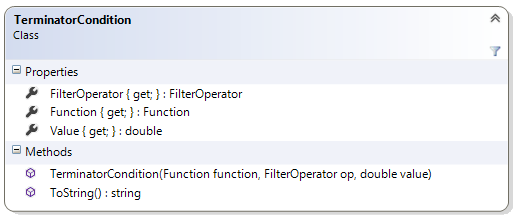 TerminatorCondition
Class
Properties
FilterOperator { get; } : FilterOperator
Function { get; } : Function
Value { get; } : double
Methods
TerminatorCondition(Function function, FilterOperator op, double value)
ToString() : string